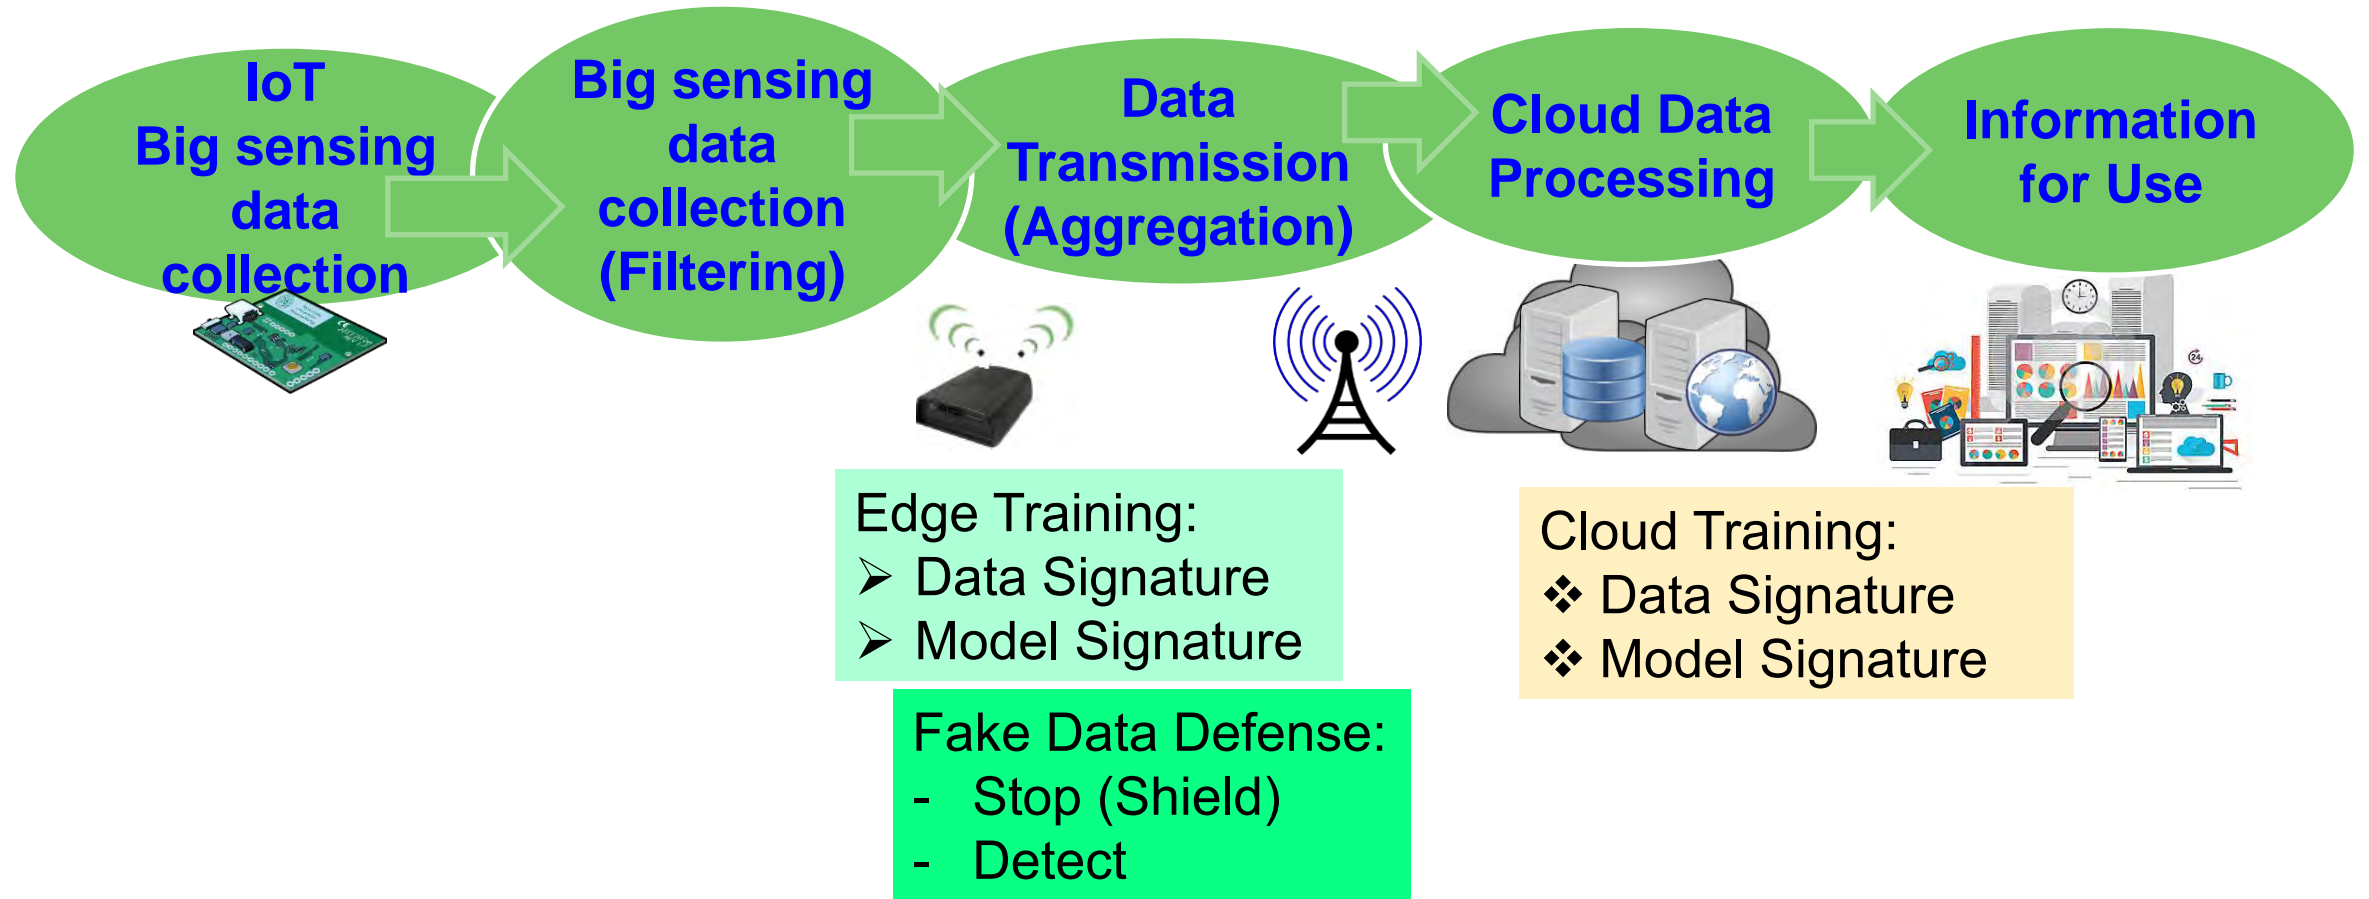 IoT
Big sensing
data
collection
Big sensing
data
collection
(Filtering)
Data
Transmission
(Aggregation)
Cloud Data
Processing
Information
for Use
24
Edge Training:
➢ Data Signature
➢ Model Signature
Cloud Training:
❖ Data Signature
❖ Model Signature
Fake Data Defense:
- Stop (Shield)
- Detect